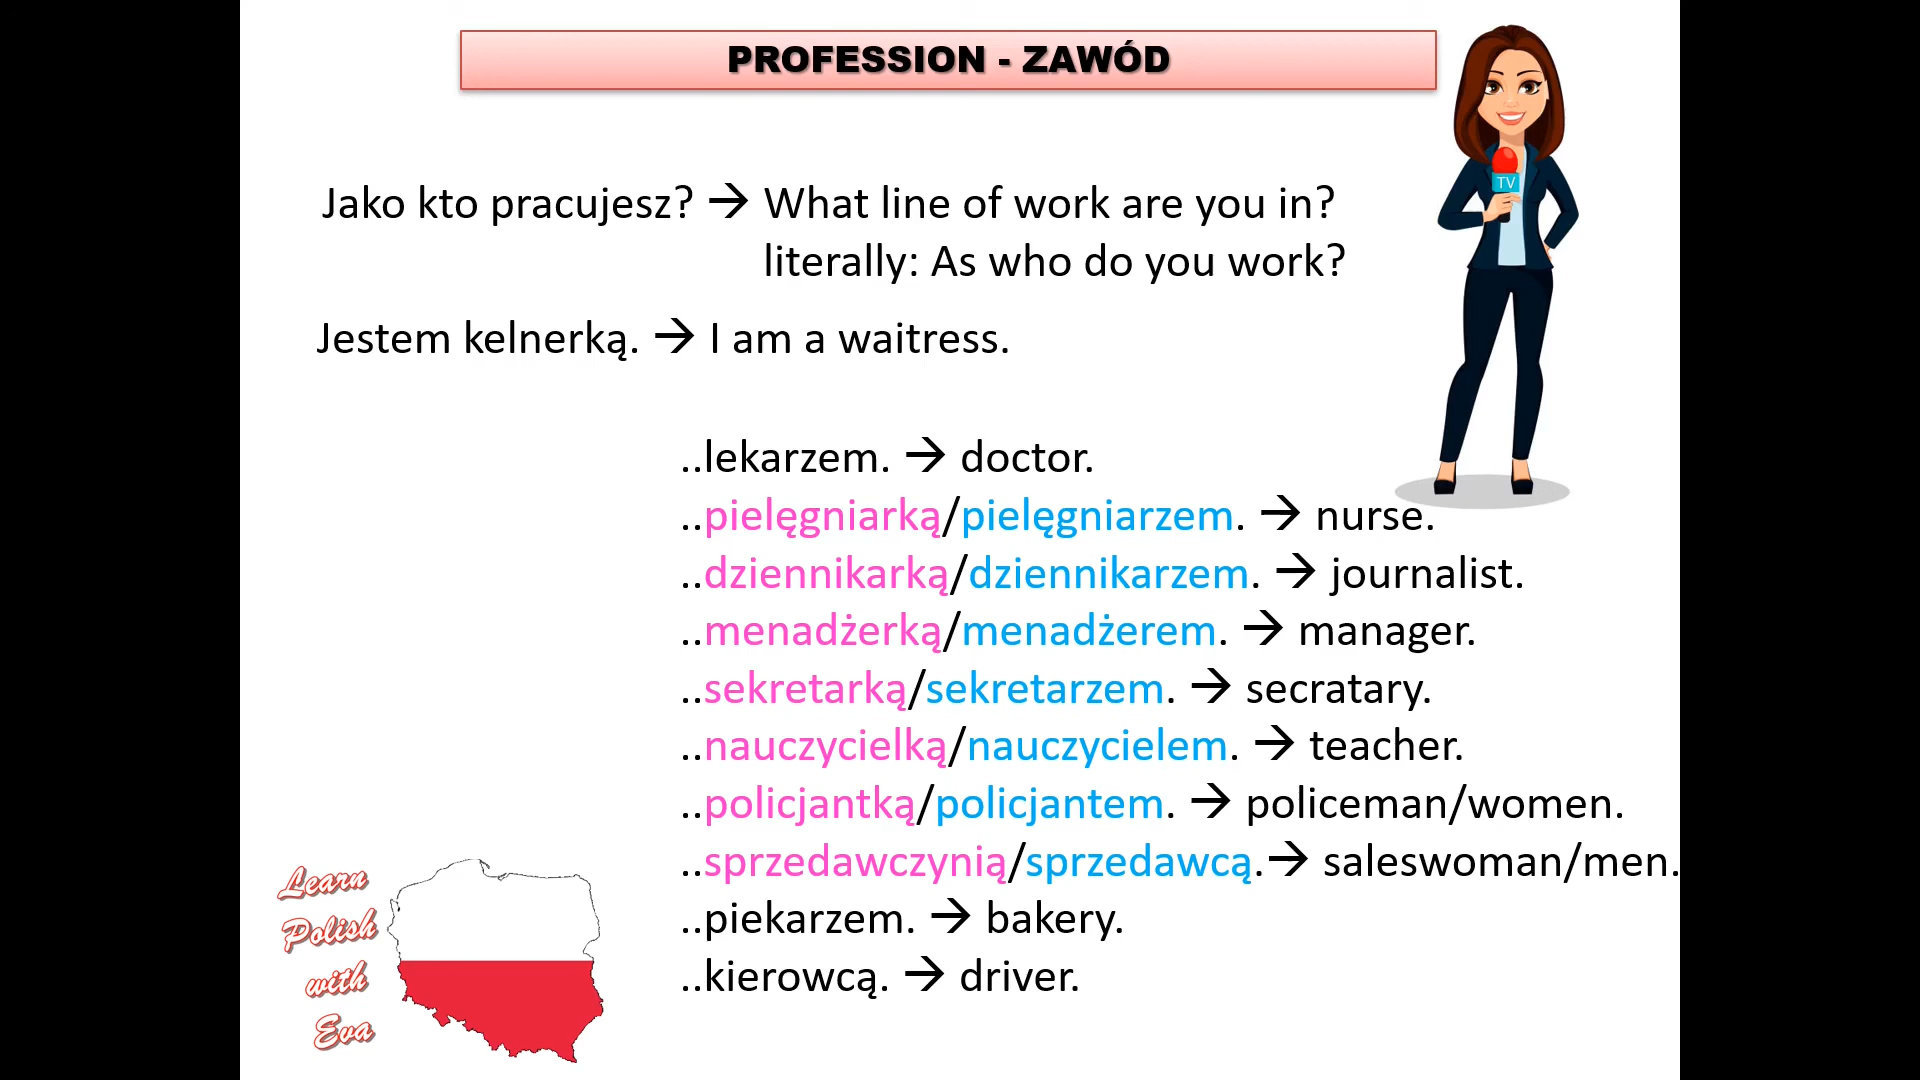 PROFESSION - ZAWÓD
TV
Jako kto pracujesz? → What line of work are you in?
literally: As who do you work?
Jestem kelnerką. → I am a waitress.
..lekarzem. → doctor.
..pielęgniarką/pielęgniarzem. → nurse.
..dziennikarką/dziennikarzem. → journalist.
..menadżerką/menadżerem. → manager.
..sekretarką/sekretarzem. → secratary.
..nauczycielką/nauczycielem. → teacher.
..policjantką/policjantem. → policeman/women.
..sprzedawczynią/sprzedawcą.→ saleswoman/men.
..piekarzem. → bakery.
..kierowcą. → driver.
Learn
Polish
with
Eva